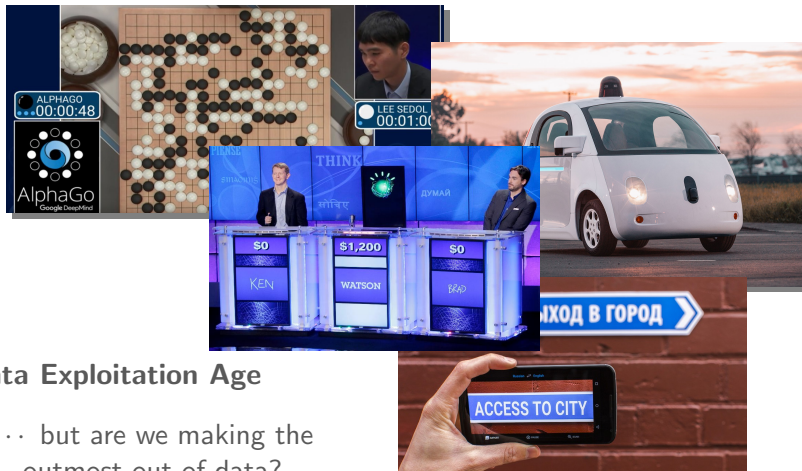 ALPHAGO
00:00:48
LEE SEDOL
00:01:00
AlphaGo
Google DeepMind
THINK
सोचिए
ДУМАЙ
$0
$1,200
$0
KEN
WATSON
BRAD
ЫХОД В ГОРОД
ACCESS TO CITY
ta Exploitation Age
·· but are we making the
outmost out of data?